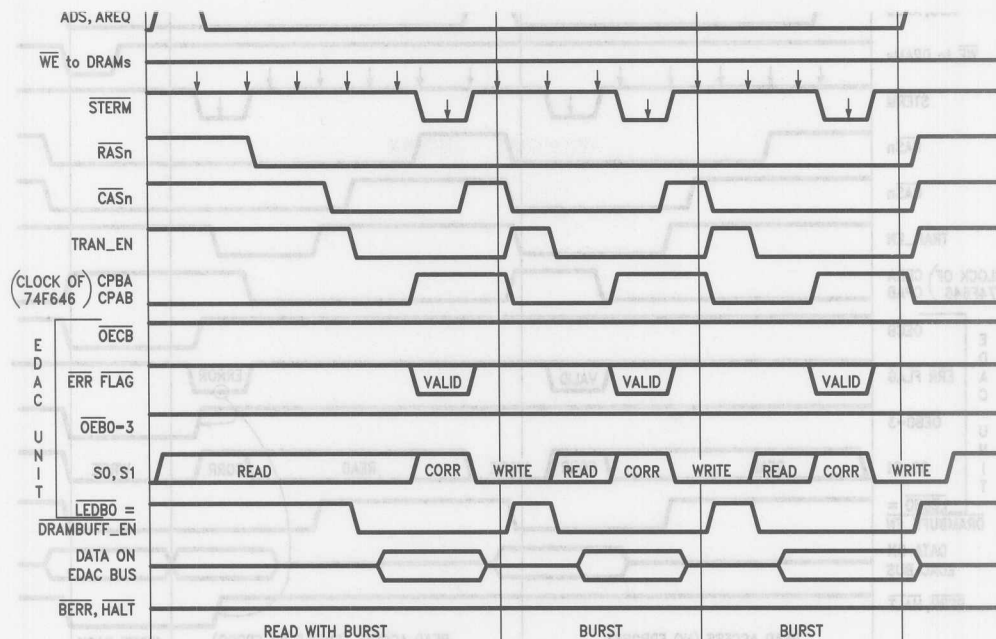 ADS, AREQ
WE to DRAMs
STERM
RASn
CASn
TRAN_EN
(CLOCK OF 74F646) CPBA
CPAB
EDAC UNIT
OECB
ERR FLAG
VALID VALID VALID
OEB0-3
S0, S1
READ CORR WRITE READ CORR WRITE READ CORR WRITE
LEDBO =
DRAMBUFF_EN
DATA ON
EDAC BUS
BERR, HALT
READ WITH BURST BURST BURST